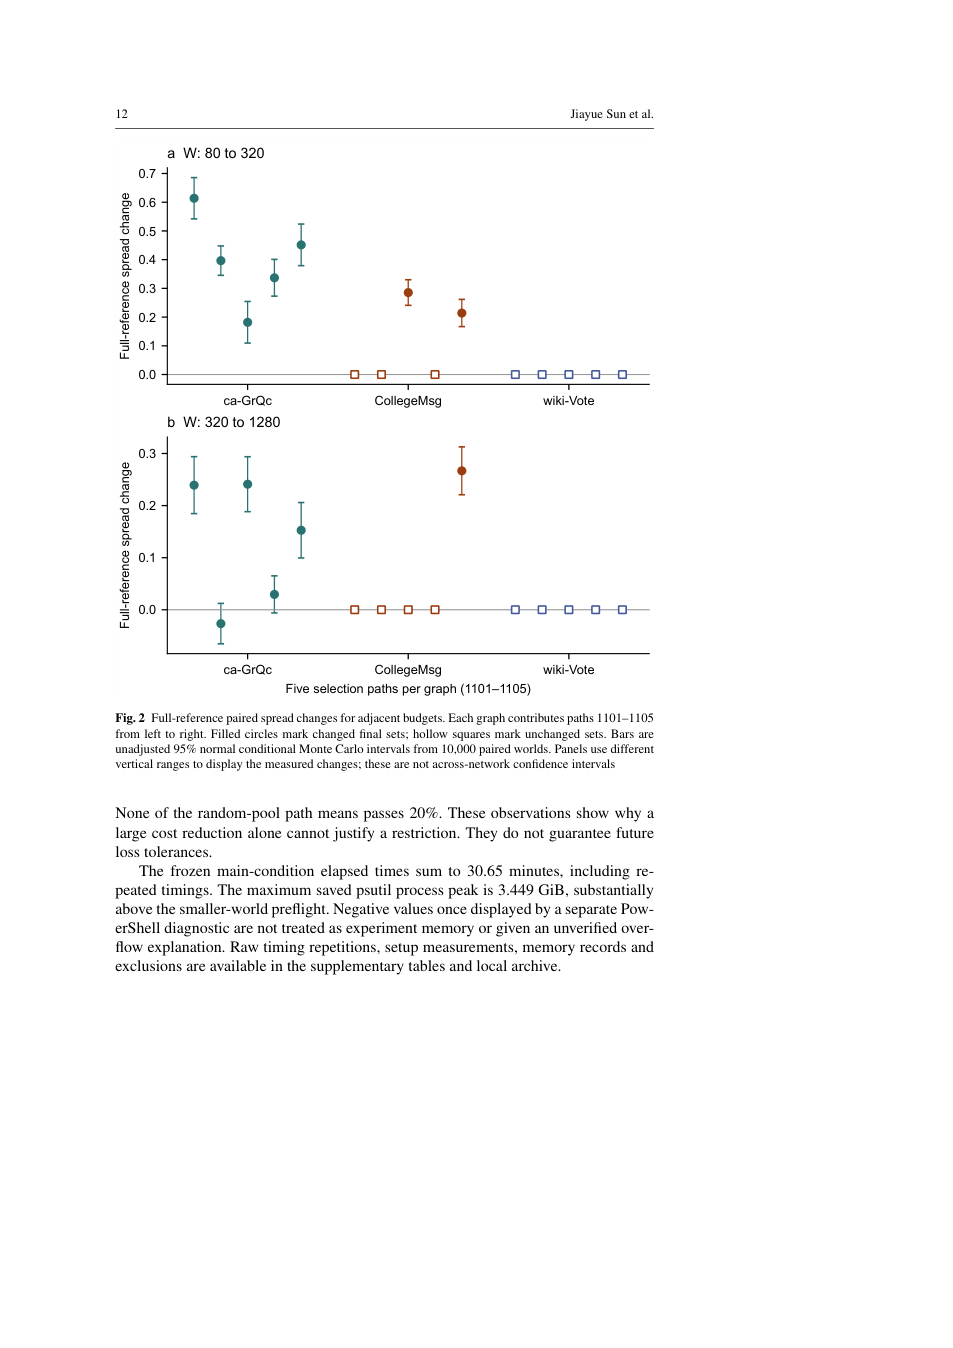 12 Jiayue Sun et al.
a W: 80 to 320
Full-reference spread change
0.7
0.6
0.5
0.4
0.3
0.2
0.1
0.0
ca-GrQc CollegeMsg wiki-Vote
b W: 320 to 1280
Full-reference spread change
0.3
0.2
0.1
0.0
ca-GrQc CollegeMsg wiki-Vote
Five selection paths per graph (1101–1105)
Fig. 2 Full-reference paired spread changes for adjacent budgets. Each graph contributes paths 1101–1105
from left to right. Filled circles mark changed final sets; hollow squares mark unchanged sets. Bars are
unadjusted 95% normal conditional Monte Carlo intervals from 10,000 paired worlds. Panels use different
vertical ranges to display the measured changes; these are not across-network confidence intervals
None of the random-pool path means passes 20%. These observations show why a
large cost reduction alone cannot justify a restriction. They do not guarantee future
loss tolerances.
The frozen main-condition elapsed times sum to 30.65 minutes, including re-
peated timings. The maximum saved psutil process peak is 3.449 GiB, substantially
above the smaller-world preflight. Negative values once displayed by a separate Pow-
erShell diagnostic are not treated as experiment memory or given an unverified over-
flow explanation. Raw timing repetitions, setup measurements, memory records and
exclusions are available in the supplementary tables and local archive.